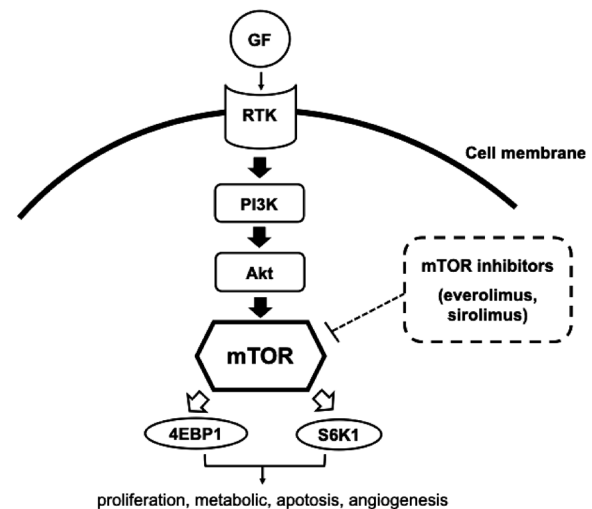 GF
RTK
Cell membrane
PI3K
Akt
mTOR inhibitors
(everolimus,
sirolimus)
mTOR
4EBP1
S6K1
proliferation, metabolic, apotosis, angiogenesis